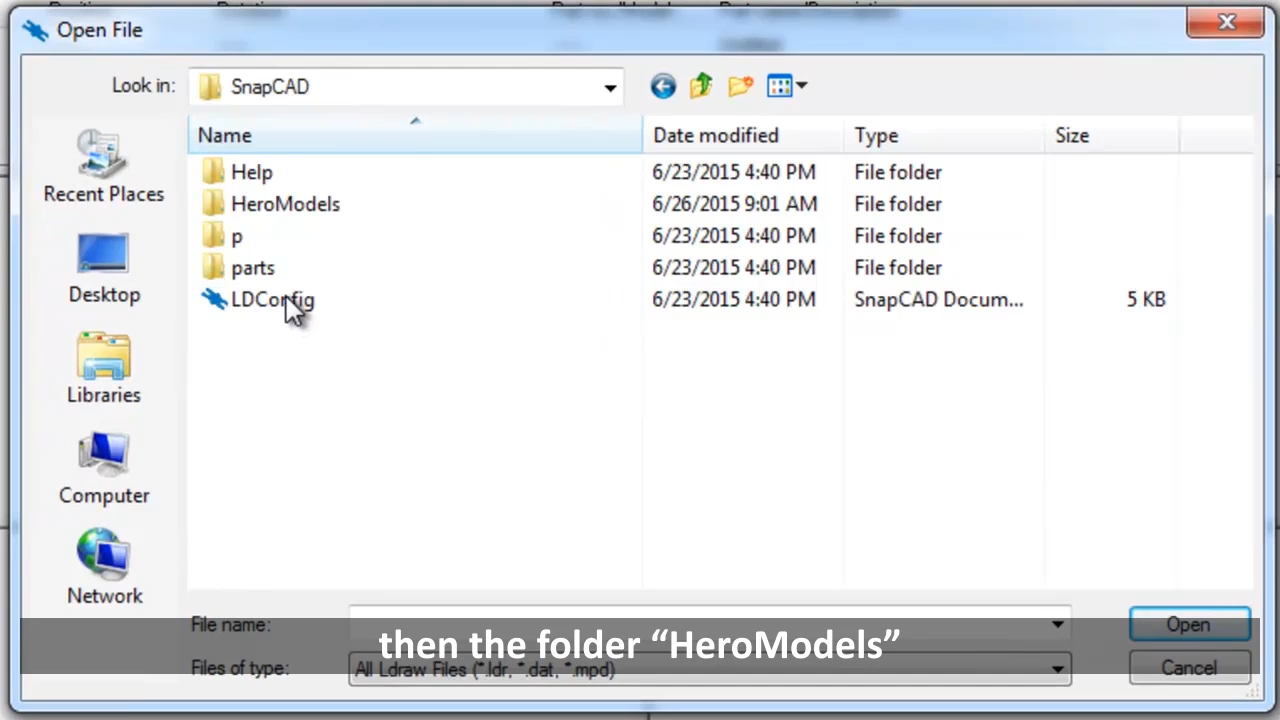 Open File
Look in: SnapCAD
Name Date modified Type Size
Help 6/23/2015 4:40 PM File folder
HeroModels 6/26/2015 9:01 AM File folder
p 6/23/2015 4:40 PM File folder
parts 6/23/2015 4:40 PM File folder
LDConfig 6/23/2015 4:40 PM SnapCAD Docum... 5 KB
Recent Places
Desktop
Libraries
Computer
Network
File name: Open
then the folder “HeroModels”
Files of type: All Ldraw Files (*.ldr, *.dat, *.mpd) Cancel